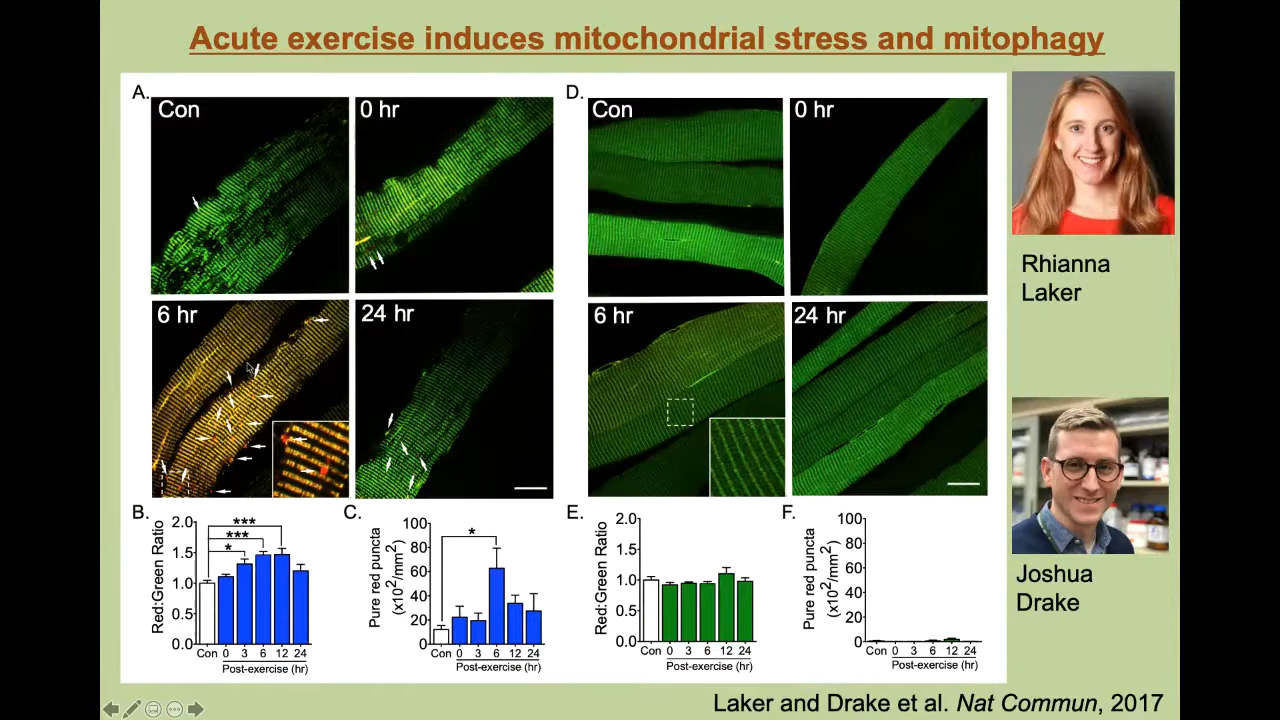 Acute exercise induces mitochondrial stress and mitophagy
A.
Con
0 hr
6 hr
24 hr
D.
Con
0 hr
6 hr
24 hr
Rhianna
Laker
Joshua
Drake
B.
Red:Green Ratio
2.0
1.5
1.0
0.5
0.0
***
***
*
Con 0 3 6 12 24
Post-exercise (hr)
C.
Pure red puncta
(x10²/mm²)
100
80
60
40
20
0
*
Con 0 3 6 12 24
Post-exercise (hr)
E.
Red:Green Ratio
2.0
1.5
1.0
0.5
0.0
Con 0 3 6 12 24
Post-exercise (hr)
F.
Pure red puncta
(x10²/mm²)
100
80
60
40
20
0
Con 0 3 6 12 24
Post-exercise (hr)
Laker and Drake et al. Nat Commun, 2017